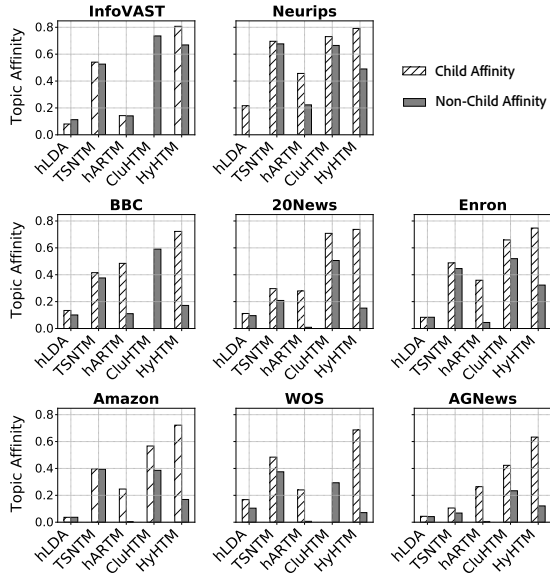 InfoVAST
Neurips
Topic Affinity
0.8
0.6
0.4
0.2
0.0
hLDA
TSNTM
hARTM
CluHTM
HyHTM
hLDA
TSNTM
hARTM
CluHTM
HyHTM
Child Affinity
Non-Child Affinity
BBC
20News
Enron
Topic Affinity
0.8
0.6
0.4
0.2
0.0
hLDA
TSNTM
hARTM
CluHTM
HyHTM
hLDA
TSNTM
hARTM
CluHTM
HyHTM
hLDA
TSNTM
hARTM
CluHTM
HyHTM
Amazon
WOS
AGNews
Topic Affinity
0.8
0.6
0.4
0.2
0.0
hLDA
TSNTM
hARTM
CluHTM
HyHTM
hLDA
TSNTM
hARTM
CluHTM
HyHTM
hLDA
TSNTM
hARTM
CluHTM
HyHTM